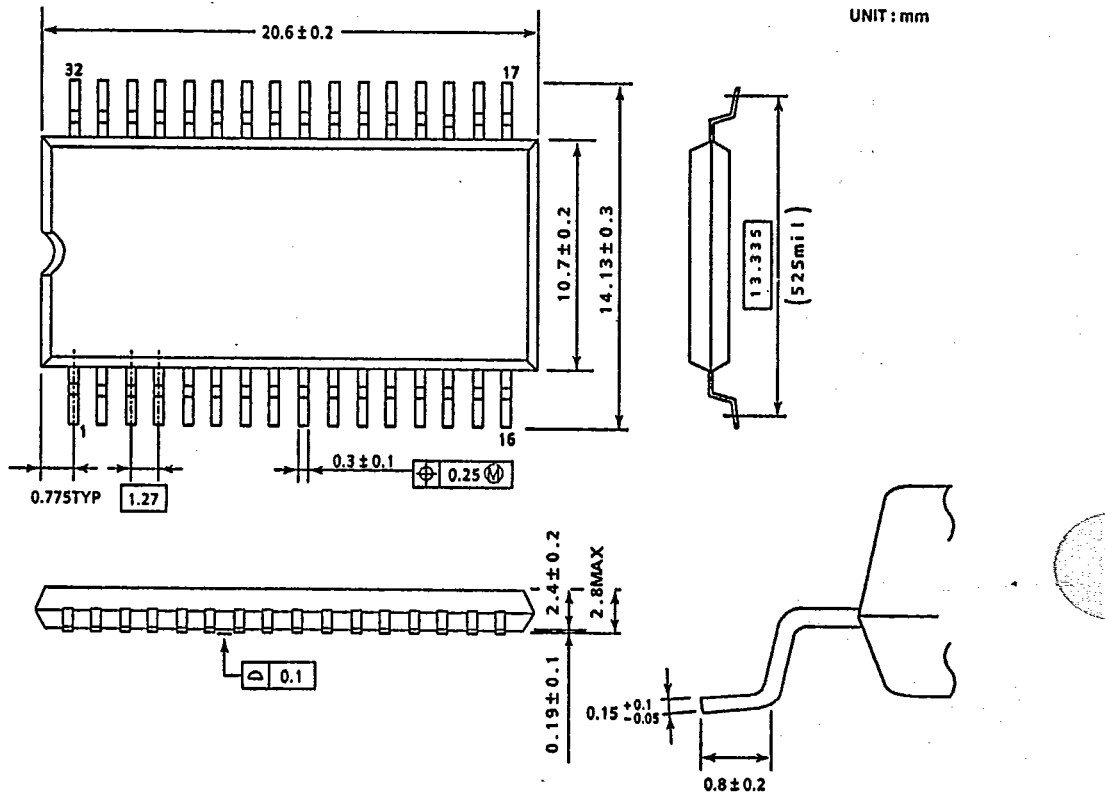 UNIT : mm
20.6 ± 0.2
32
17
10.7 ± 0.2
14.13 ± 0.3
13.335
(525mil)
1
16
0.775TYP
1.27
0.3 ± 0.1
⌖ 0.25 Ⓜ
2.4 ± 0.2
2.8MAX
0.19 ± 0.1
⌓ 0.1
0.15 +0.1 -0.05
0.8 ± 0.2